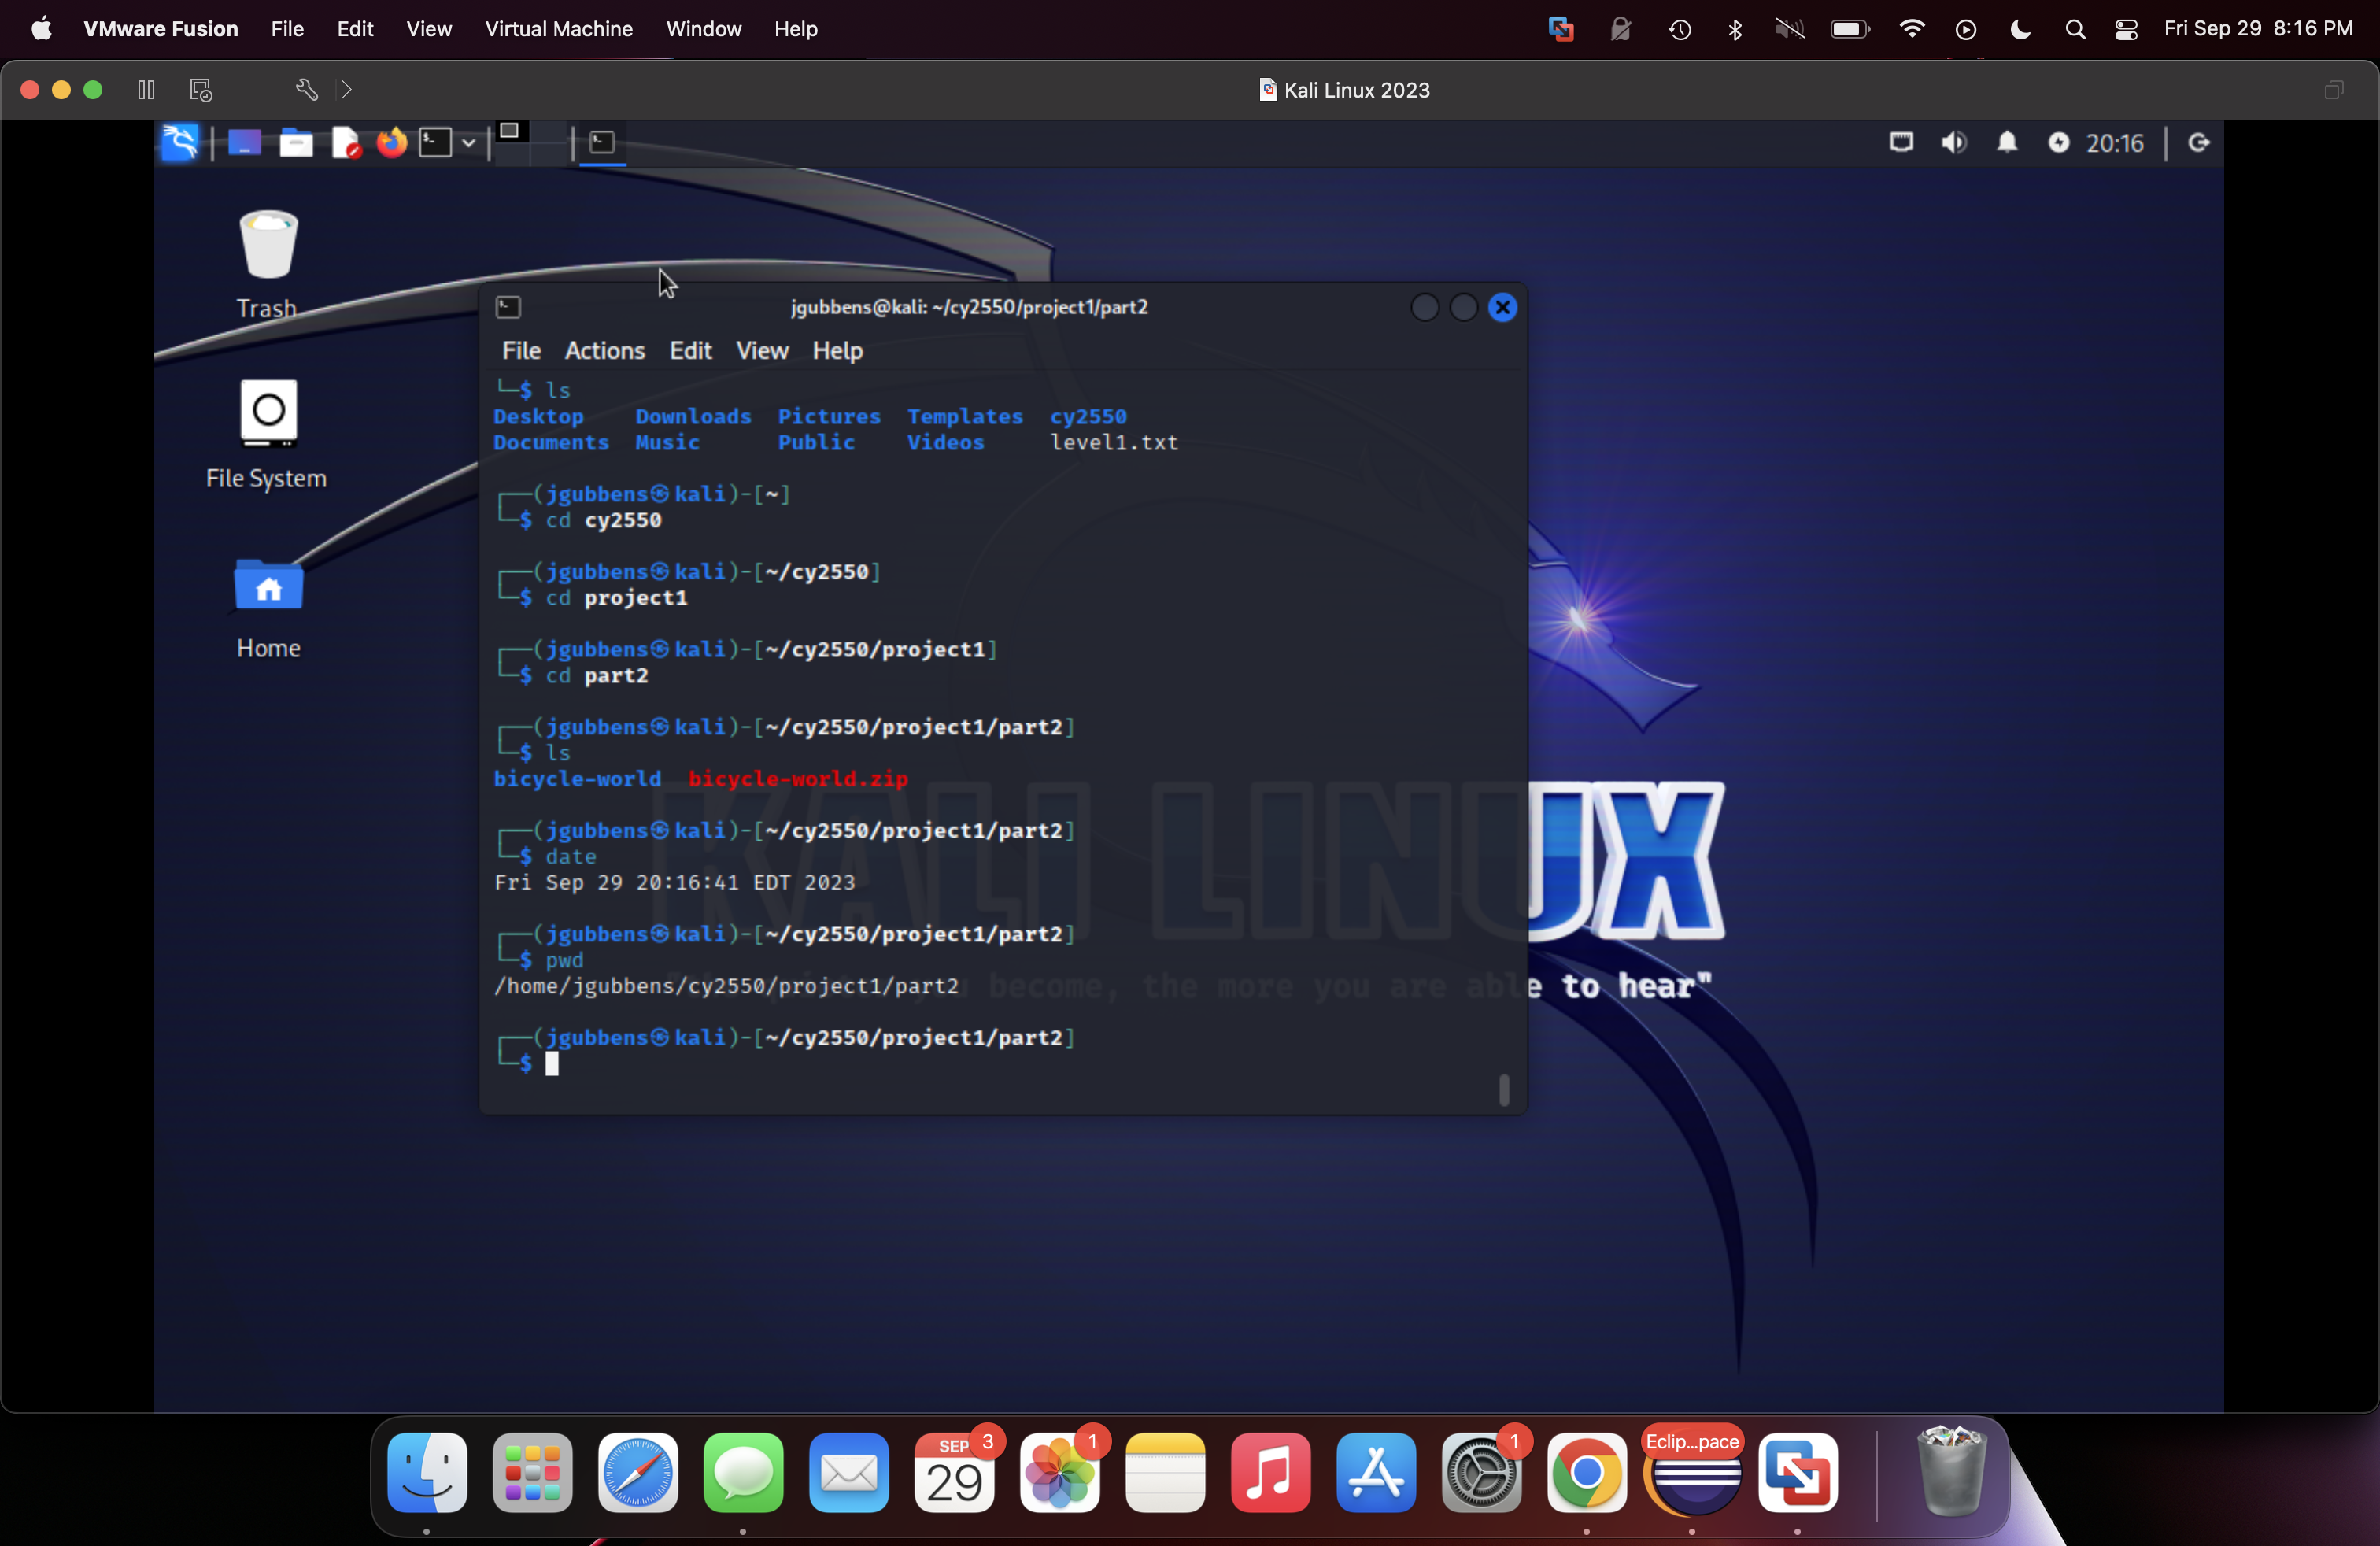 VMware Fusion File Edit View Virtual Machine Window Help Fri Sep 29 8:16 PM
Kali Linux 2023
20:16
Trash
File System
Home
jgubbens@kali: ~/cy2550/project1/part2
File Actions Edit View Help
└─$ ls
Desktop Downloads Pictures Templates cy2550
Documents Music Public Videos level1.txt
┌──(jgubbens㉿kali)-[~]
└─$ cd cy2550
┌──(jgubbens㉿kali)-[~/cy2550]
└─$ cd project1
┌──(jgubbens㉿kali)-[~/cy2550/project1]
└─$ cd part2
┌──(jgubbens㉿kali)-[~/cy2550/project1/part2]
└─$ ls
bicycle-world bicycle-world.zip
┌──(jgubbens㉿kali)-[~/cy2550/project1/part2]
└─$ date
Fri Sep 29 20:16:41 EDT 2023
┌──(jgubbens㉿kali)-[~/cy2550/project1/part2]
└─$ pwd
/home/jgubbens/cy2550/project1/part2
┌──(jgubbens㉿kali)-[~/cy2550/project1/part2]
└─$
KALI LINUX
become, the more you are able to hear"
SEP 3 1 1 Eclip...pace
29